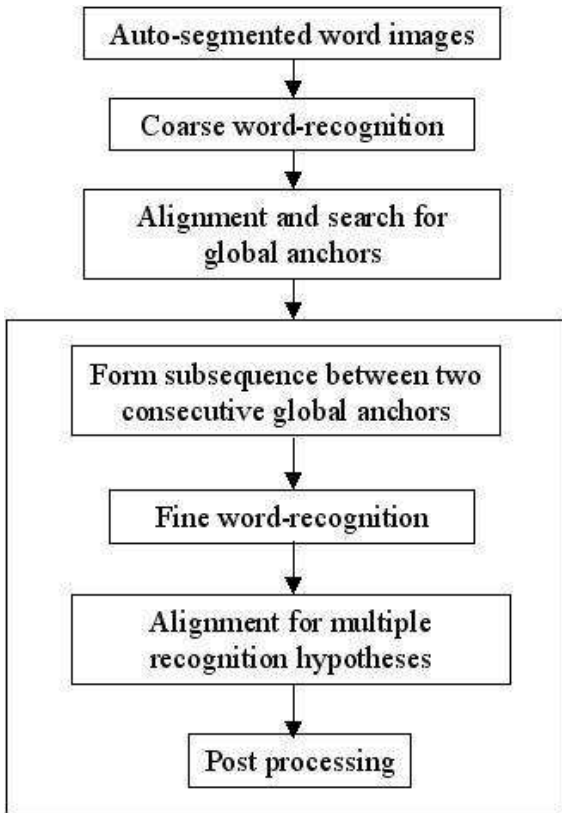 Auto-segmented word images
Coarse word-recognition
Alignment and search for
global anchors
Form subsequence between two
consecutive global anchors
Fine word-recognition
Alignment for multiple
recognition hypotheses
Post processing